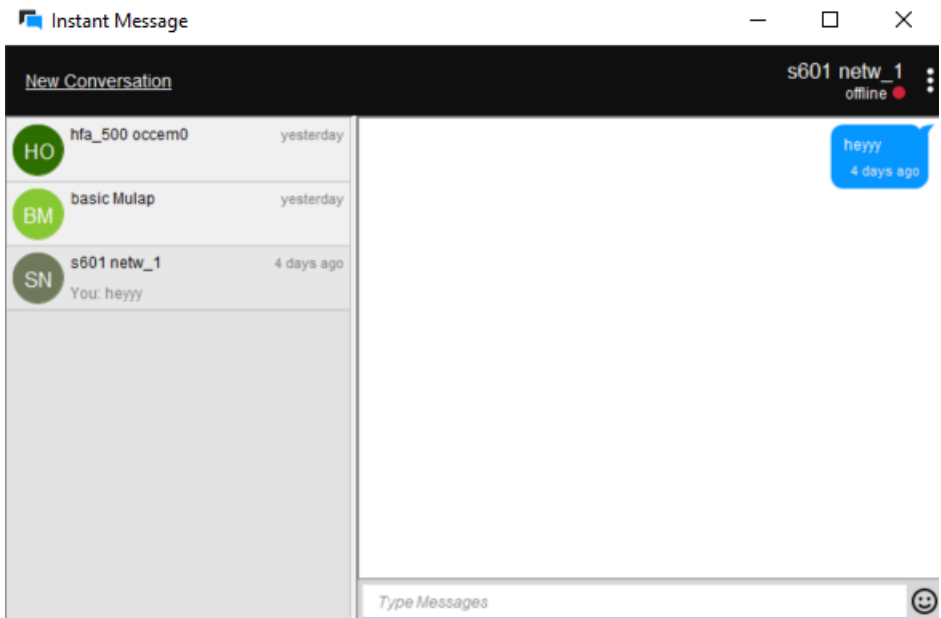 Instant Message
New Conversation
s601 netw_1
offline
HO
hfa_500 occem0
yesterday
BM
basic Mulap
yesterday
SN
s601 netw_1
4 days ago
You: heyyy
heyyy
4 days ago
Type Messages